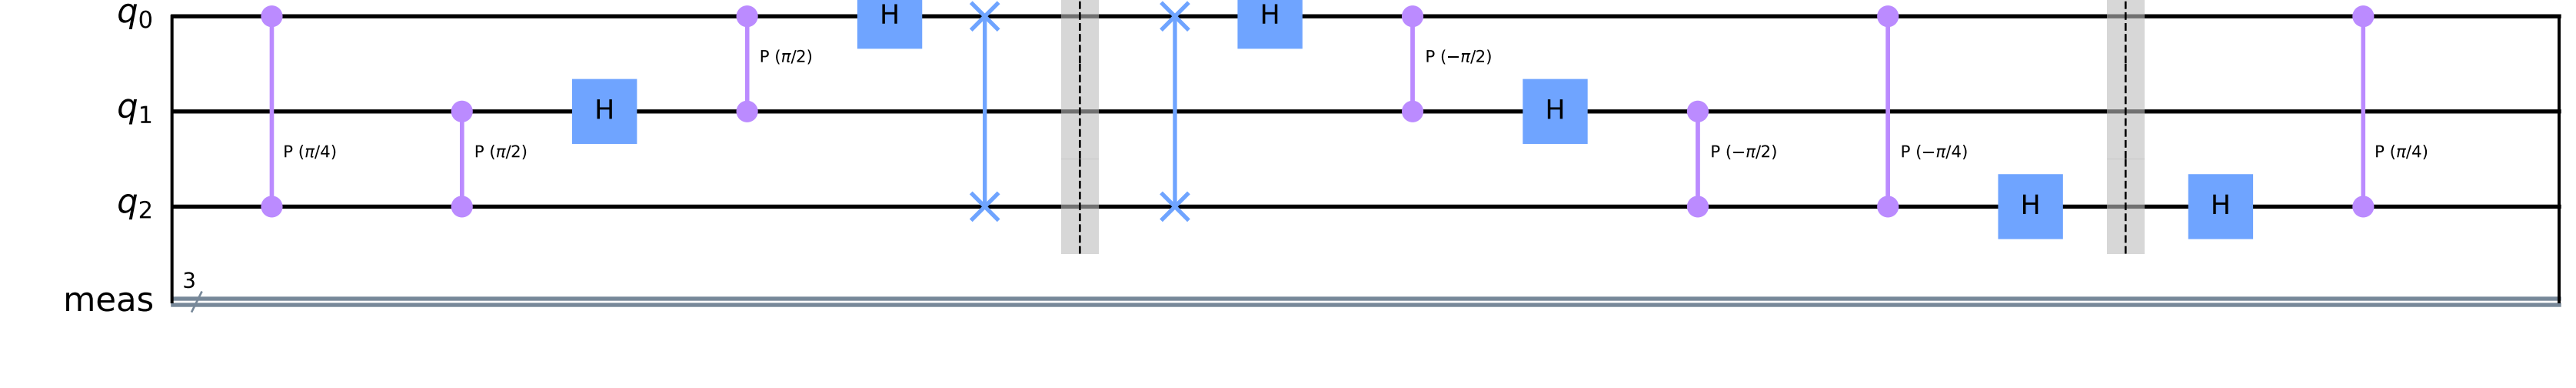 q0 H H
P (π/2) P (−π/2)
q1 H H
P (π/4) P (π/2) P (−π/2) P (−π/4) P (π/4)
q2 H H
3
meas